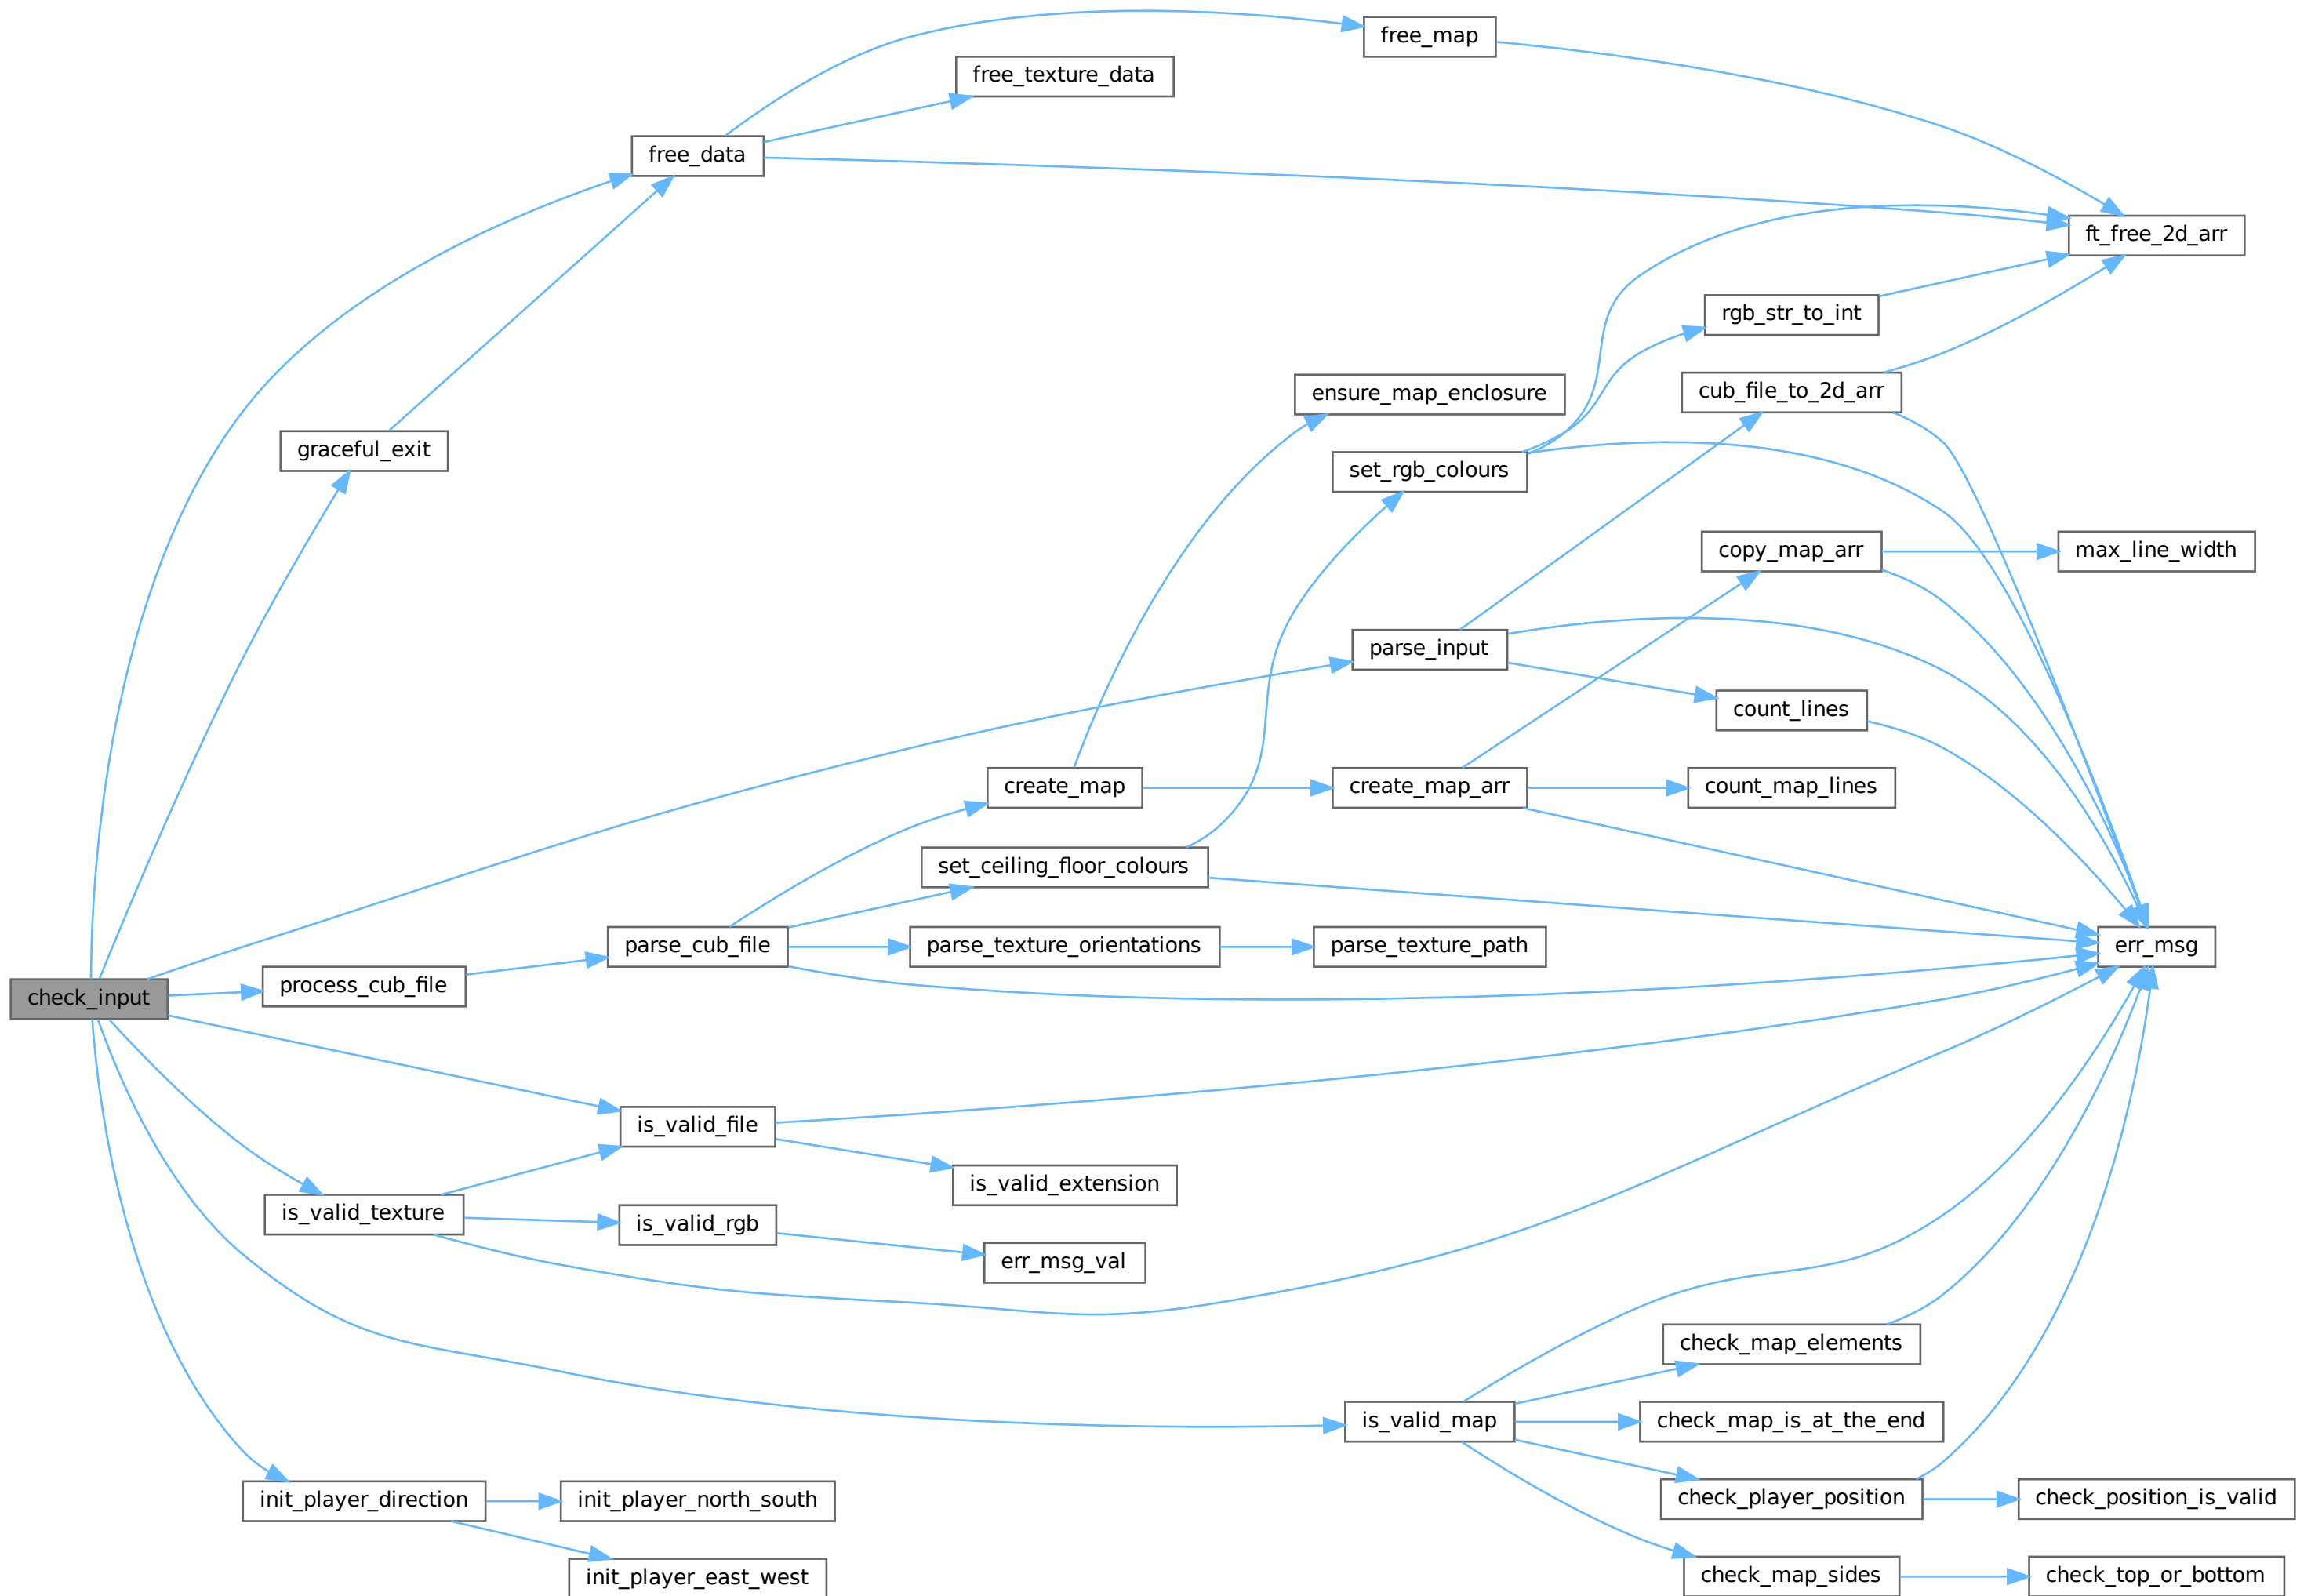 free_map
free_texture_data
free_data
ft_free_2d_arr
rgb_str_to_int
ensure_map_enclosure
cub_file_to_2d_arr
graceful_exit
set_rgb_colours
copy_map_arr
max_line_width
parse_input
count_lines
create_map
create_map_arr
count_map_lines
set_ceiling_floor_colours
parse_cub_file
parse_texture_orientations
parse_texture_path
err_msg
process_cub_file
check_input
is_valid_file
is_valid_extension
is_valid_texture
is_valid_rgb
err_msg_val
check_map_elements
is_valid_map
check_map_is_at_the_end
init_player_direction
init_player_north_south
check_player_position
check_position_is_valid
init_player_east_west
check_map_sides
check_top_or_bottom